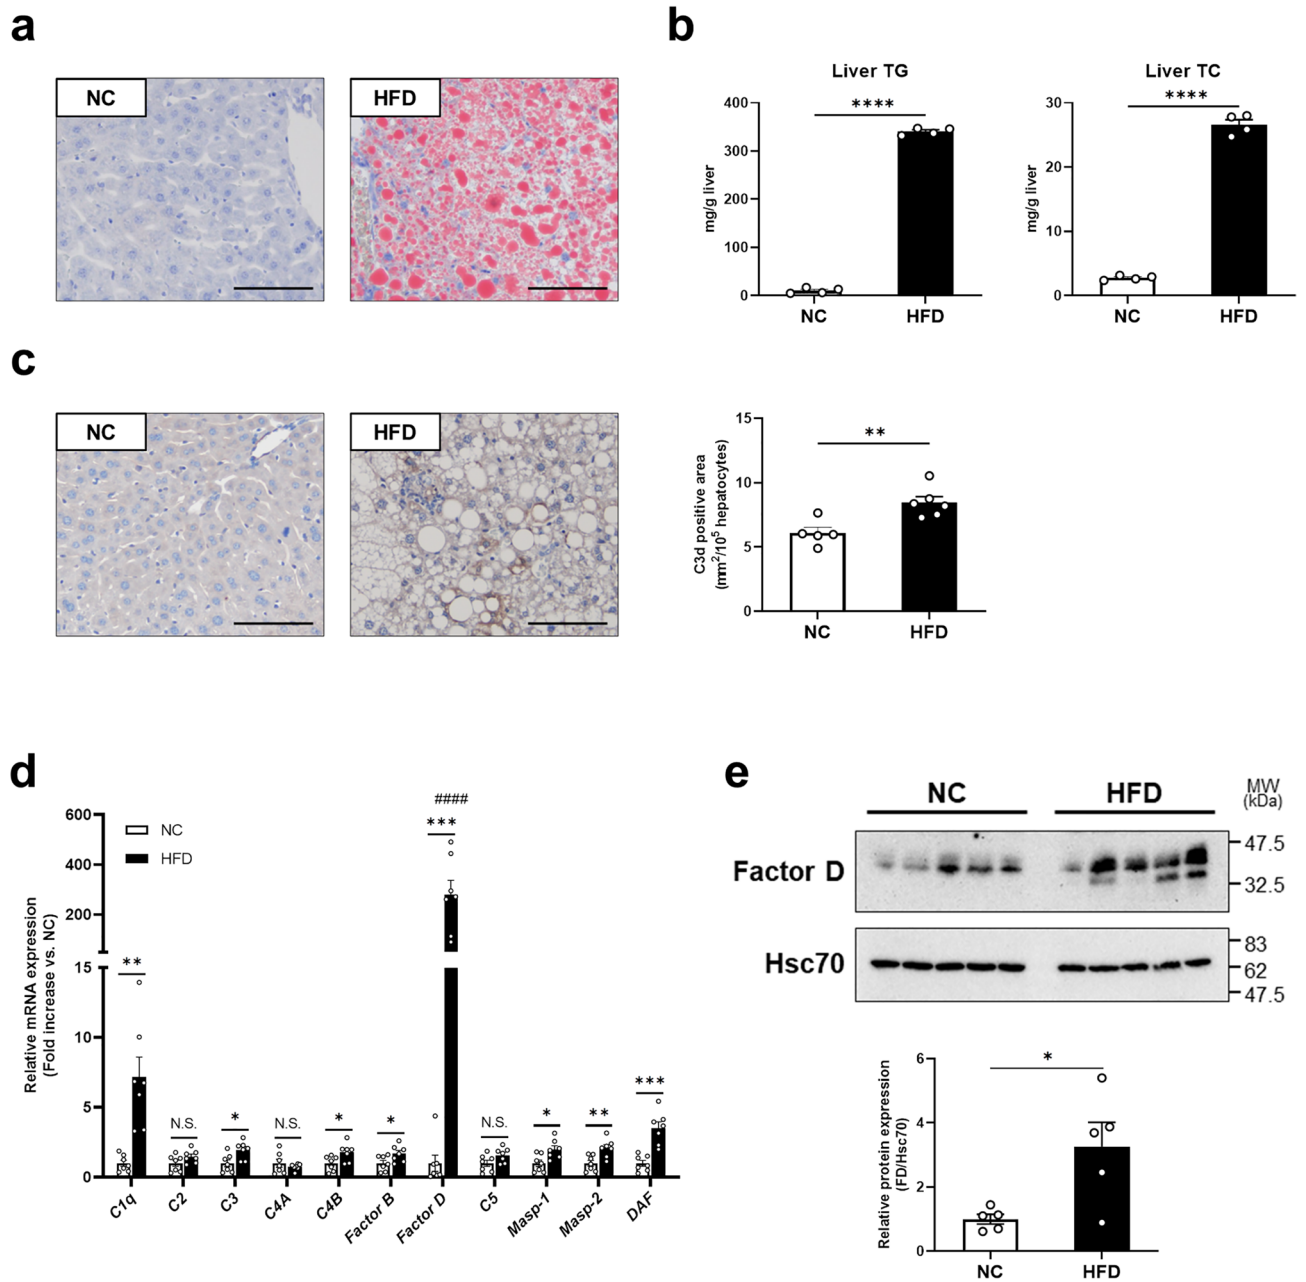 a
NC
HFD
b
Liver TG
****
400
300
200
100
0
mg/g liver
NC
HFD
Liver TC
****
30
20
10
0
mg/g liver
NC
HFD
c
NC
HFD
15
10
5
0
C3d positive area
(mm²/10⁵ hepatocytes)
**
NC
HFD
d
600
400
200
15
10
5
0
Relative mRNA expression
(Fold increase vs. NC)
NC
HFD
**
N.S.
*
N.S.
*
*
####
***
N.S.
*
**
***
C1q
C2
C3
C4A
C4B
Factor B
Factor D
C5
Masp-1
Masp-2
DAF
e
NC
HFD
MW
(kDa)
Factor D
47.5
32.5
Hsc70
83
62
47.5
6
4
2
0
Relative protein expression
(FD/Hsc70)
*
NC
HFD